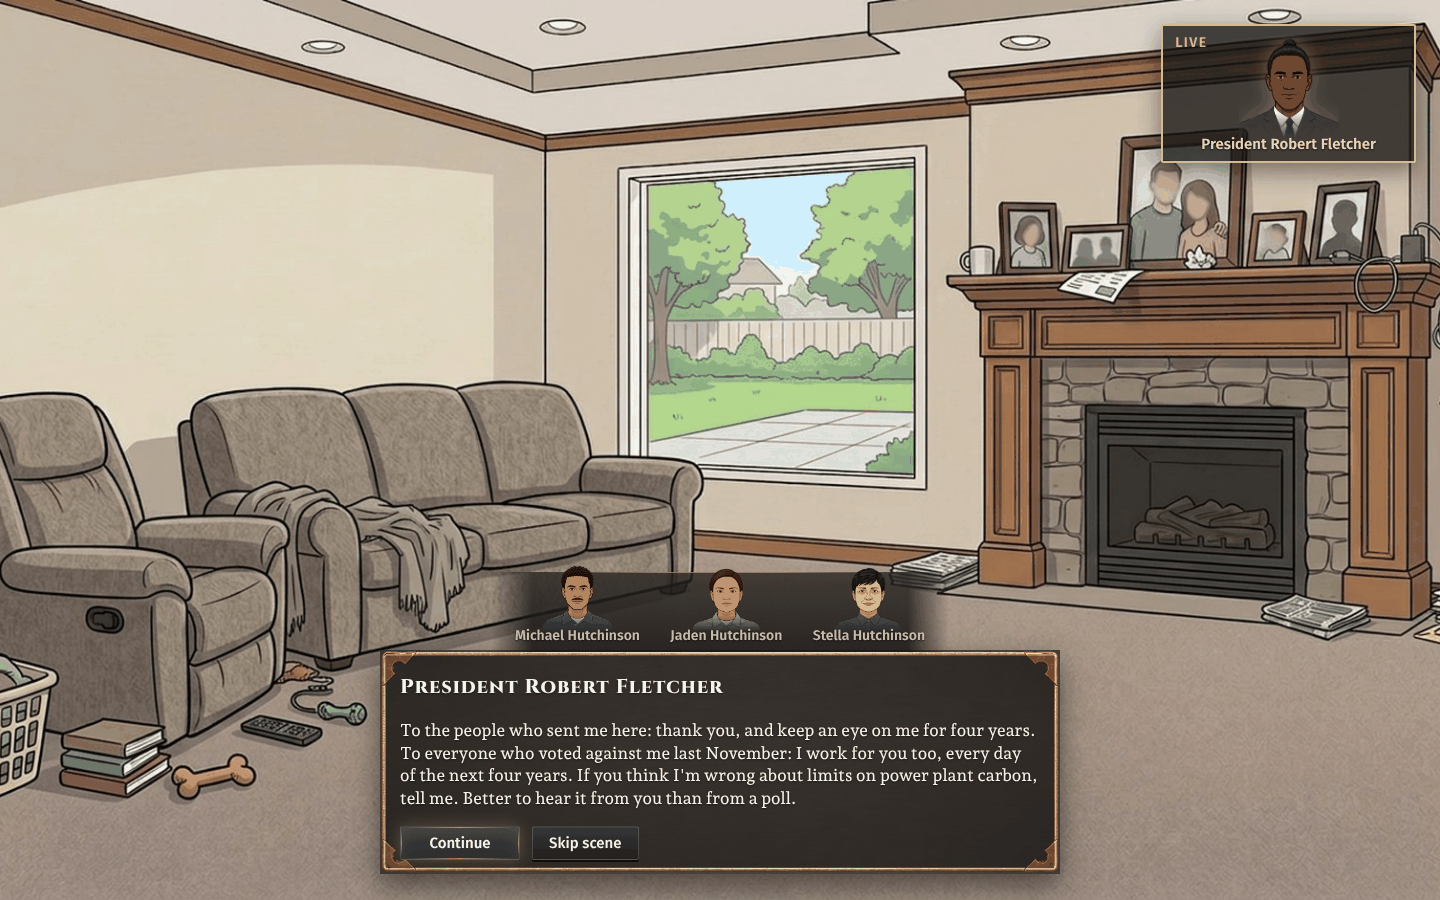 LIVE
President Robert Fletcher
Michael Hutchinson
Jaden Hutchinson
Stella Hutchinson
President Robert Fletcher
To the people who sent me here: thank you, and keep an eye on me for four years.
To everyone who voted against me last November: I work for you too, every day
of the next four years. If you think I'm wrong about limits on power plant carbon,
tell me. Better to hear it from you than from a poll.
Continue
Skip scene